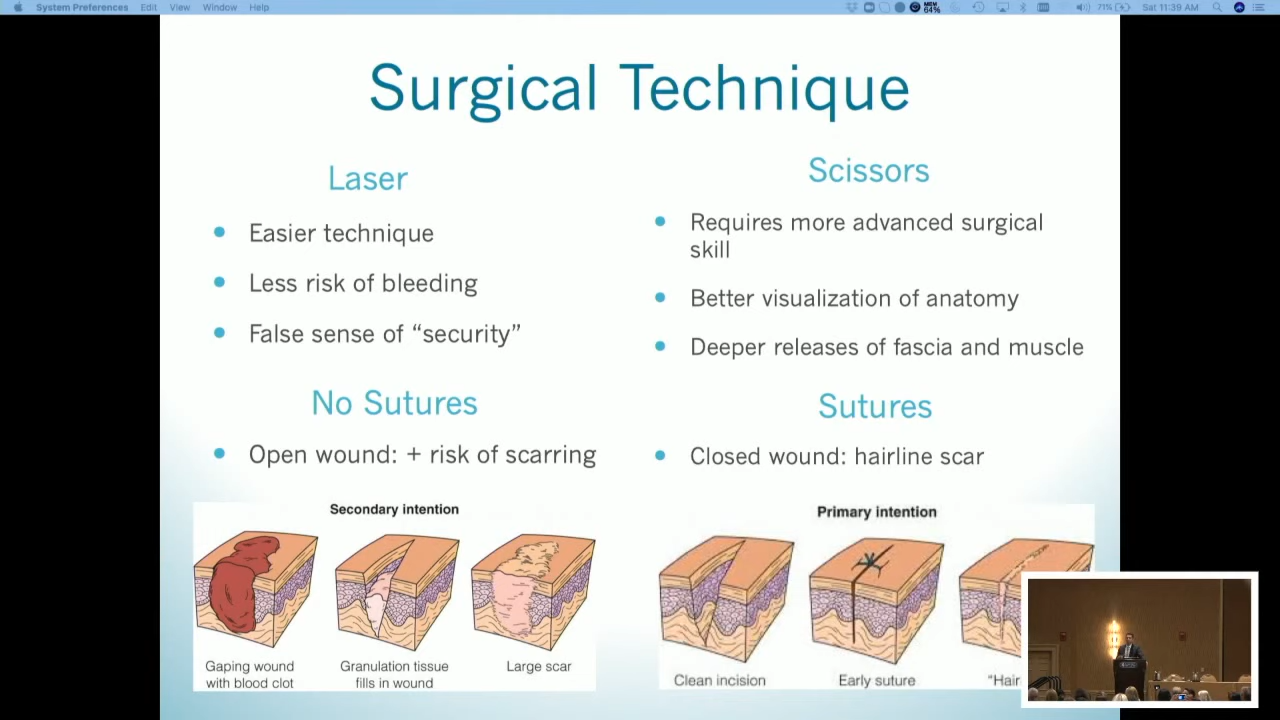 System Preferences Edit View Window Help
MEM
64%
71%
Sat 11:39 AM
Surgical Technique
Laser
Easier technique
Less risk of bleeding
False sense of “security”
No Sutures
Open wound: + risk of scarring
Secondary intention
Gaping wound
with blood clot
Granulation tissue
fills in wound
Large scar
Scissors
Requires more advanced surgical
skill
Better visualization of anatomy
Deeper releases of fascia and muscle
Sutures
Closed wound: hairline scar
Primary intention
Clean incision
Early suture
“Hair